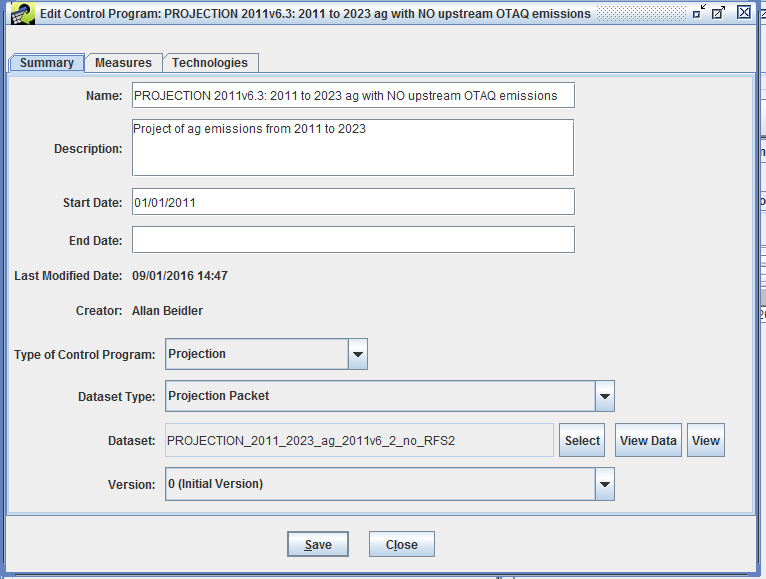 Edit Control Program: PROJECTION 2011v6.3: 2011 to 2023 ag with NO upstream OTAQ emissions
Summary Measures Technologies
Name: PROJECTION 2011v6.3: 2011 to 2023 ag with NO upstream OTAQ emissions
Description: Project of ag emissions from 2011 to 2023
Start Date: 01/01/2011
End Date:
Last Modified Date: 09/01/2016 14:47
Creator: Allan Beidler
Type of Control Program: Projection
Dataset Type: Projection Packet
Dataset: PROJECTION_2011_2023_ag_2011v6_2_no_RFS2 Select View Data View
Version: 0 (Initial Version)
Save Close